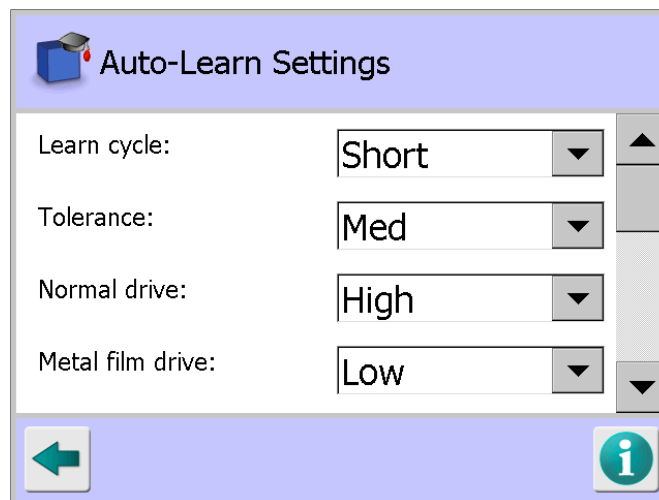 Auto-Learn Settings
Learn cycle: Short
Tolerance: Med
Normal drive: High
Metal film drive: Low